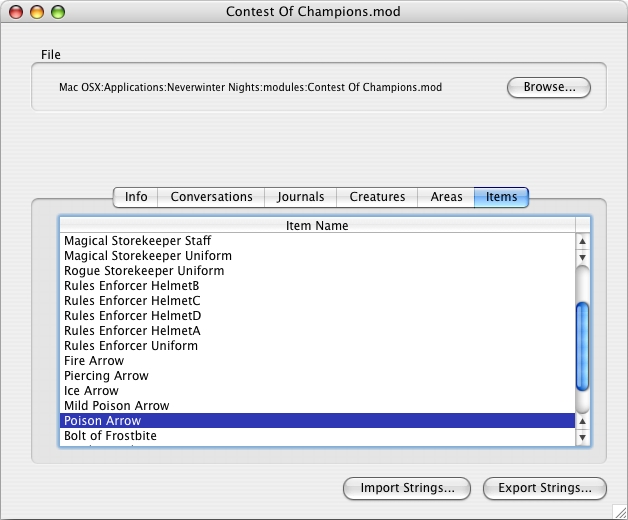 Contest Of Champions.mod
File
Mac OSX:Applications:Neverwinter Nights:modules:Contest Of Champions.mod
Browse...
Info Conversations Journals Creatures Areas Items
Item Name
Magical Storekeeper Staff
Magical Storekeeper Uniform
Rogue Storekeeper Uniform
Rules Enforcer HelmetB
Rules Enforcer HelmetC
Rules Enforcer HelmetD
Rules Enforcer HelmetA
Rules Enforcer Uniform
Fire Arrow
Piercing Arrow
Ice Arrow
Mild Poison Arrow
Poison Arrow
Bolt of Frostbite
Import Strings... Export Strings...